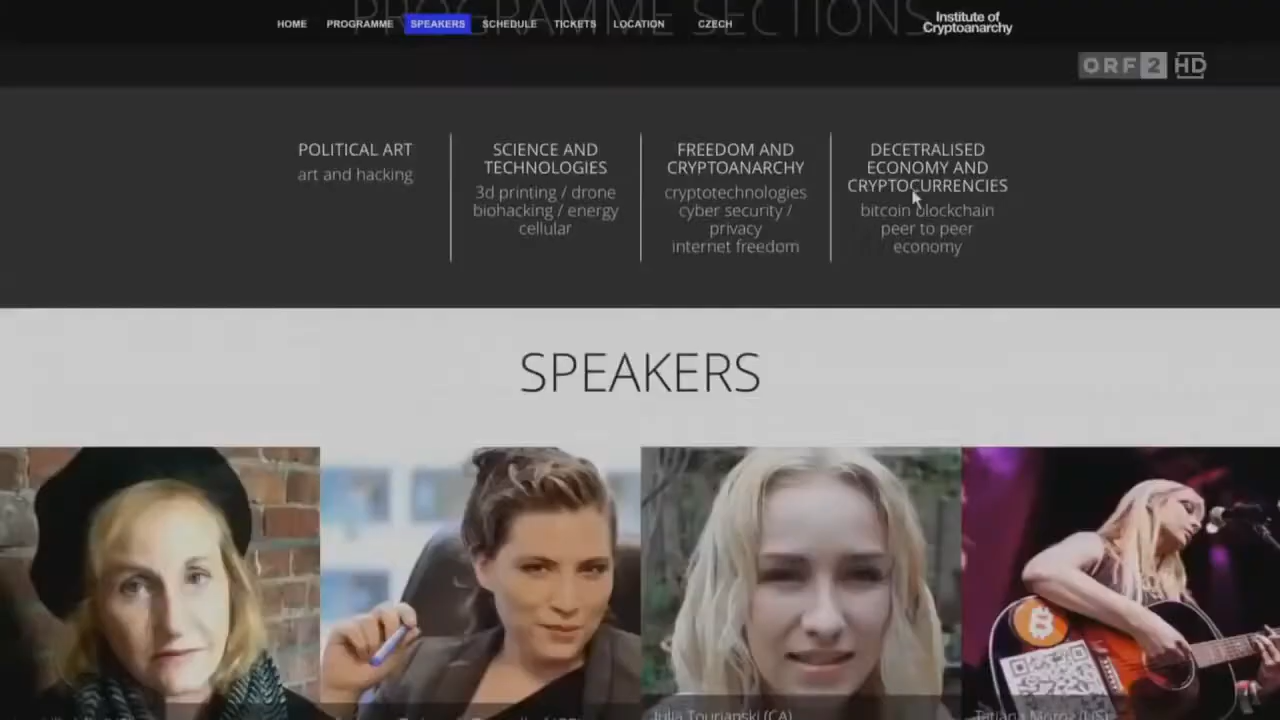 PROGRAMME SECTIONS
HOME PROGRAMME SPEAKERS SCHEDULE TICKETS LOCATION CZECH
Institute of
Cryptoanarchy
ORF 2 HD
POLITICAL ART
art and hacking
SCIENCE AND
TECHNOLOGIES
3d printing / drone
biohacking / energy
cellular
FREEDOM AND
CRYPTOANARCHY
cryptotechnologies
cyber security /
privacy
internet freedom
DECETRALISED
ECONOMY AND
CRYPTOCURRENCIES
bitcoin blockchain
peer to peer
economy
SPEAKERS
Julia Tourianski (CA)